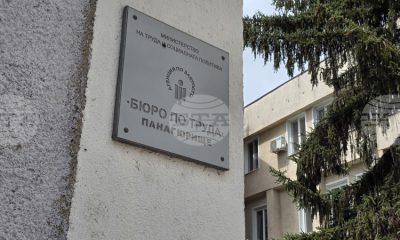 МИНИСТЕРСТВО
НА ТРУДА И СОЦИАЛНАТА ПОЛИТИКА
БЮРО ПО ТРУДА
ПАНАГЮРИЩЕ